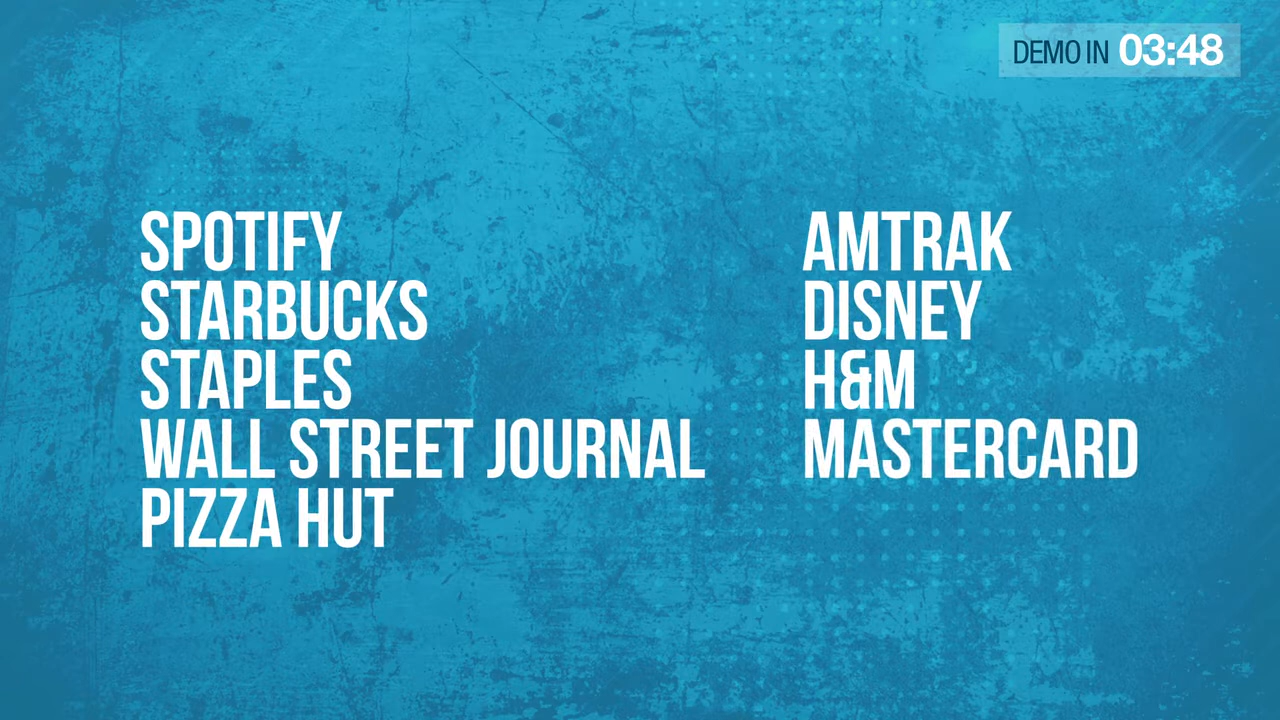 DEMO IN 03:48
SPOTIFY
STARBUCKS
STAPLES
WALL STREET JOURNAL
PIZZA HUT
AMTRAK
DISNEY
H&M
MASTERCARD